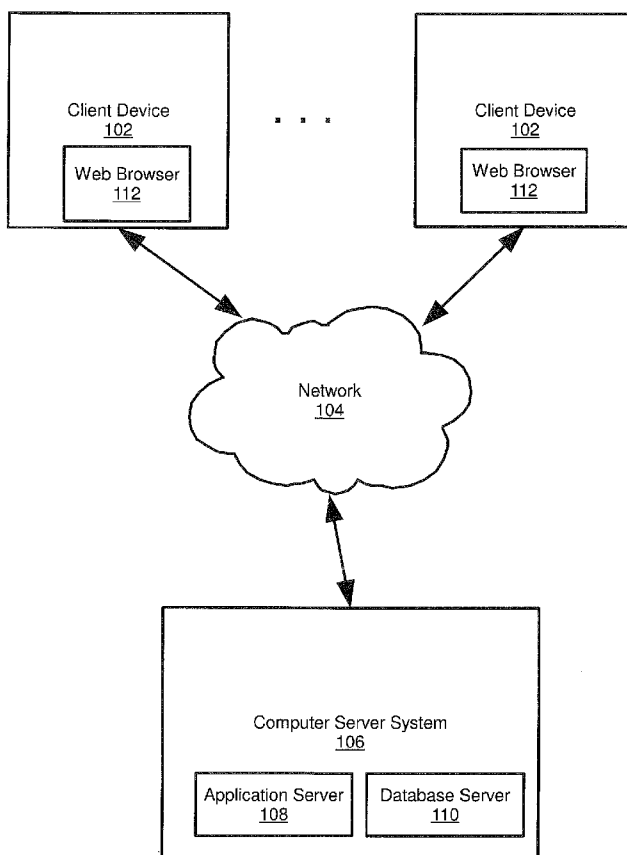 Client Device
102
Web Browser
112
. . .
Client Device
102
Web Browser
112
Network
104
Computer Server System
106
Application Server
108
Database Server
110